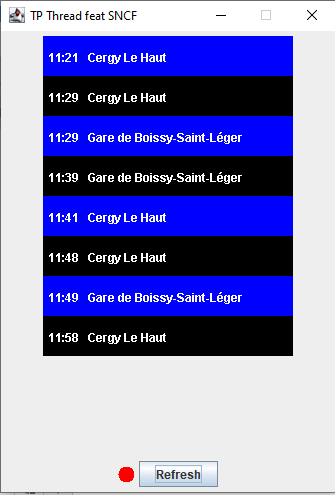 TP Thread feat SNCF
11:21 Cergy Le Haut
11:29 Cergy Le Haut
11:29 Gare de Boissy-Saint-Léger
11:39 Gare de Boissy-Saint-Léger
11:41 Cergy Le Haut
11:48 Cergy Le Haut
11:49 Gare de Boissy-Saint-Léger
11:58 Cergy Le Haut
Refresh